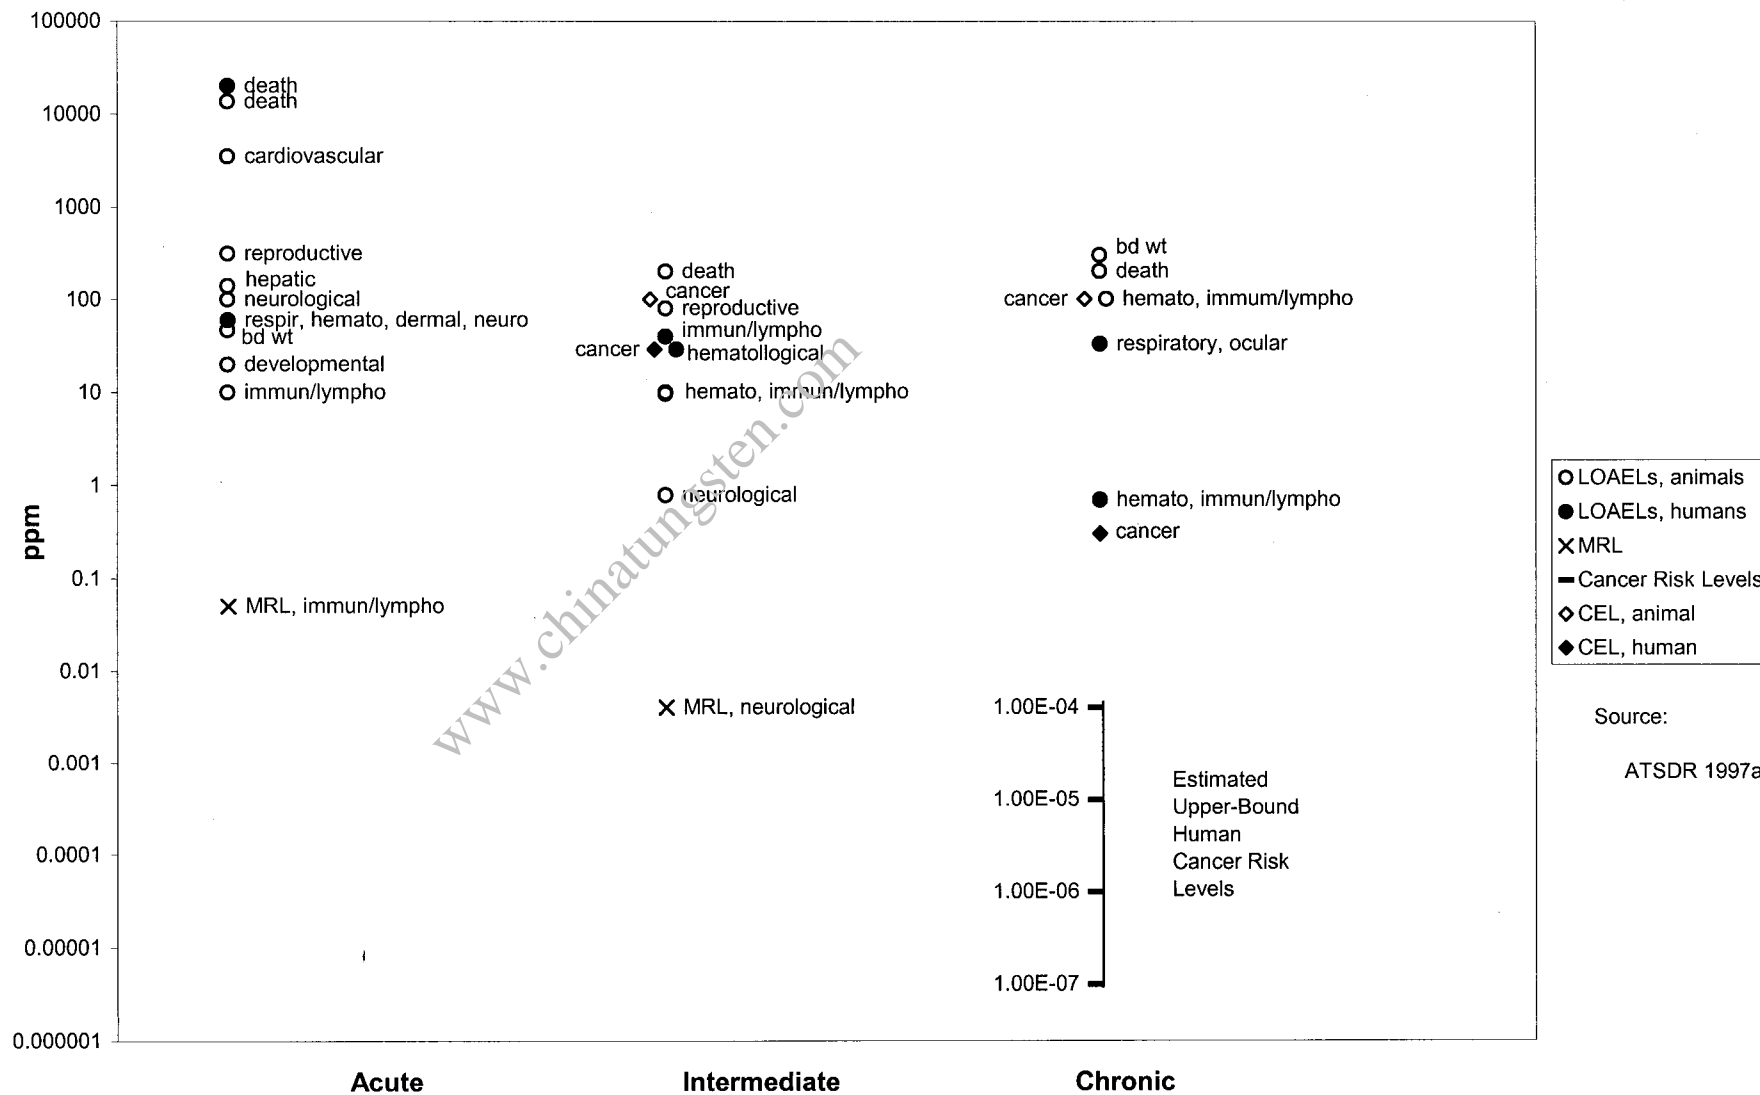 100000
10000
1000
100
10
1
0.1
0.01
0.001
0.0001
0.00001
0.000001
ppm
death
death
cardiovascular
reproductive
hepatic
neurological
respir, hemato, dermal, neuro
bd wt
developmental
immun/lympho
MRL, immun/lympho
death
cancer
reproductive
immun/lympho
cancer
hematollogical
hemato, immun/lympho
neurological
MRL, neurological
bd wt
death
cancer
hemato, immum/lympho
respiratory, ocular
hemato, immun/lympho
cancer
1.00E-04
1.00E-05
1.00E-06
1.00E-07
Estimated
Upper-Bound
Human
Cancer Risk
Levels
Acute
Intermediate
Chronic
LOAELs, animals
LOAELs, humans
MRL
Cancer Risk Levels
CEL, animal
CEL, human
Source:
ATSDR 1997a
www.chinatungsten.com